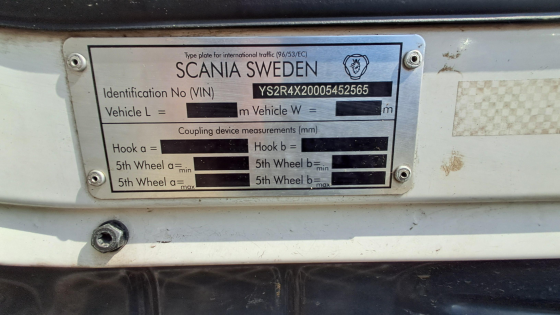 Type plate for international traffic (96/53/EC)
SCANIA SWEDEN
Identification No (VIN) YS2R4X20005452565
Vehicle L = m Vehicle W = m
Coupling device measurements (mm)
Hook a = Hook b =
5th Wheel a= min 5th Wheel b= min
5th Wheel a= max 5th Wheel b= max